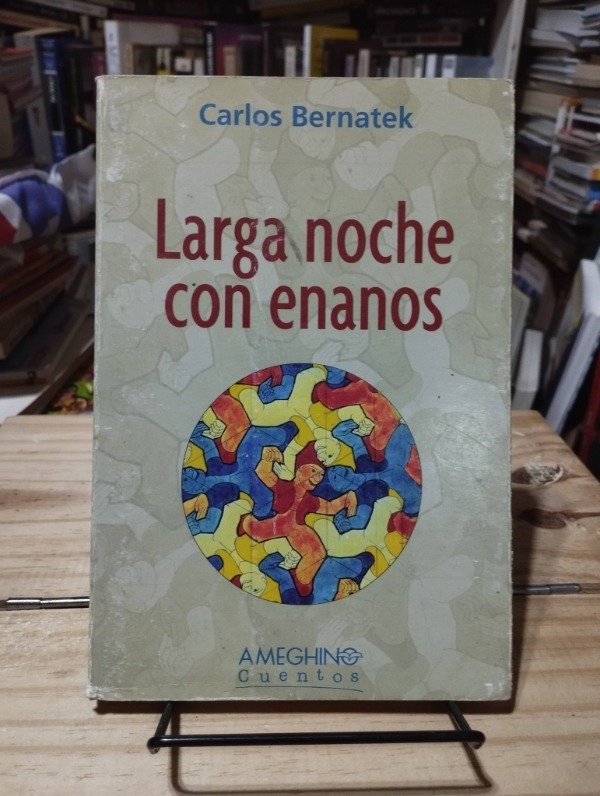 Carlos Bernatek
Larga noche
con enanos
AMEGHINO
Cuentos